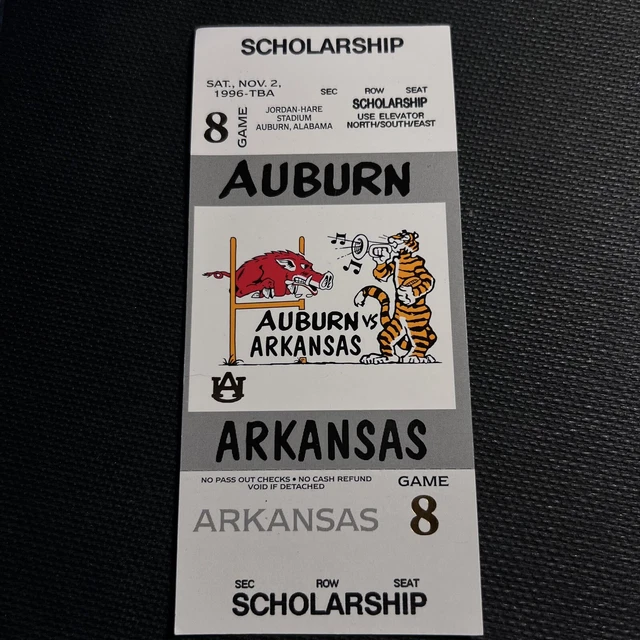 SCHOLARSHIP
SAT., NOV. 2,
1996-TBA
8 GAME
JORDAN-HARE
STADIUM
AUBURN, ALABAMA
SEC ROW SEAT
SCHOLARSHIP
USE ELEVATOR
NORTH/SOUTH/EAST
AUBURN
AUBURN VS
ARKANSAS
AU
ARKANSAS
NO PASS OUT CHECKS • NO CASH REFUND
VOID IF DETACHED
GAME
ARKANSAS 8
SEC ROW SEAT
SCHOLARSHIP